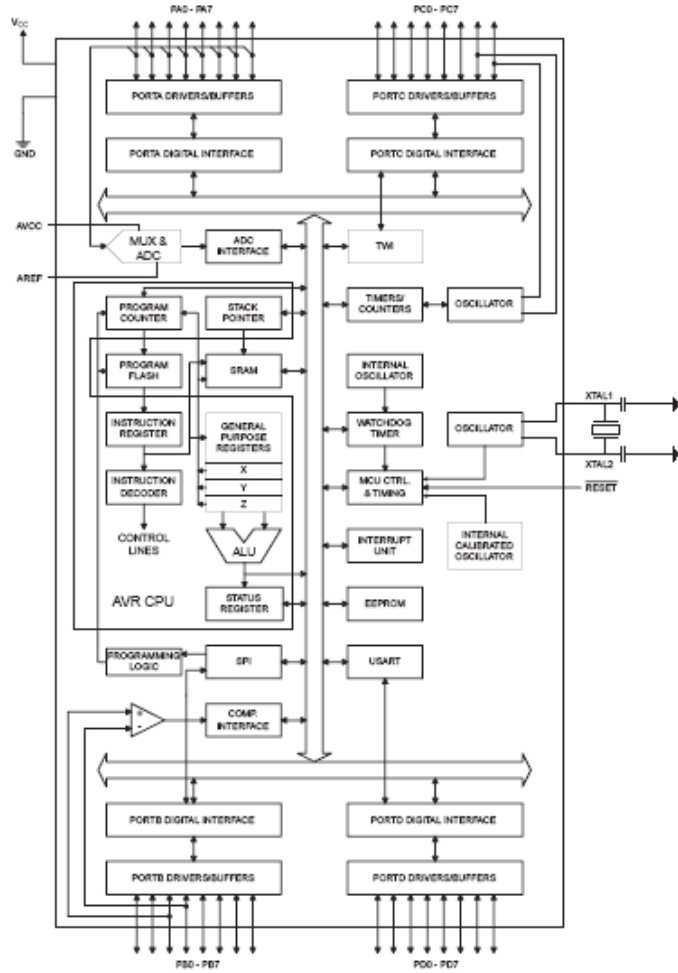 PA0 - PA7
PC0 - PC7
VCC
PORTA DRIVERS/BUFFERS
PORTC DRIVERS/BUFFERS
GND
PORTA DIGITAL INTERFACE
PORTC DIGITAL INTERFACE
AVCC
MUX &
ADC
ADC
INTERFACE
TWI
AREF
PROGRAM
COUNTER
STACK
POINTER
TIMERS/
COUNTERS
OSCILLATOR
PROGRAM
FLASH
SRAM
INTERNAL
OSCILLATOR
XTAL1
INSTRUCTION
REGISTER
GENERAL
PURPOSE
REGISTERS
WATCHDOG
TIMER
OSCILLATOR
XTAL2
X
INSTRUCTION
DECODER
Y
MCU CTRL.
& TIMING
RESET
Z
CONTROL
LINES
ALU
INTERRUPT
UNIT
INTERNAL
CALIBRATED
OSCILLATOR
AVR CPU
STATUS
REGISTER
EEPROM
PROGRAMMING
LOGIC
SPI
USART
+
-
COMP.
INTERFACE
PORTB DIGITAL INTERFACE
PORTD DIGITAL INTERFACE
PORTB DRIVERS/BUFFERS
PORTD DRIVERS/BUFFERS
PB0 - PB7
PD0 - PD7